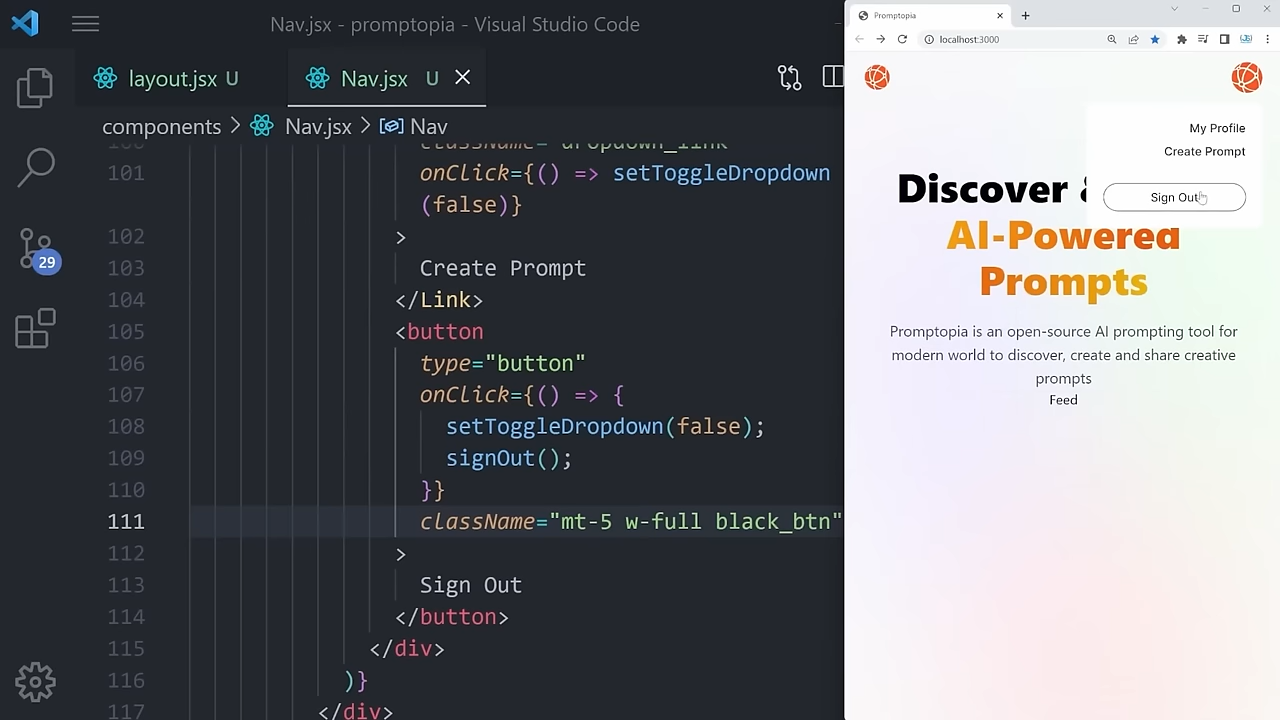 Nav.jsx - promptopia - Visual Studio Code
layout.jsx U
Nav.jsx U
components > Nav.jsx > Nav
29
className="dropdown_link"
101 onClick={() => setToggleDropdown
(false)}
102 >
103 Create Prompt
104 </Link>
105 <button
106 type="button"
107 onClick={() => {
108 setToggleDropdown(false);
109 signOut();
110 }}
111 className="mt-5 w-full black_btn"
112 >
113 Sign Out
114 </button>
115 </div>
116 )}
117 </div>
Promptopia
localhost:3000
My Profile
Create Prompt
Sign Out
Discover &
AI-Powered
Prompts
Promptopia is an open-source AI prompting tool for
modern world to discover, create and share creative
prompts
Feed